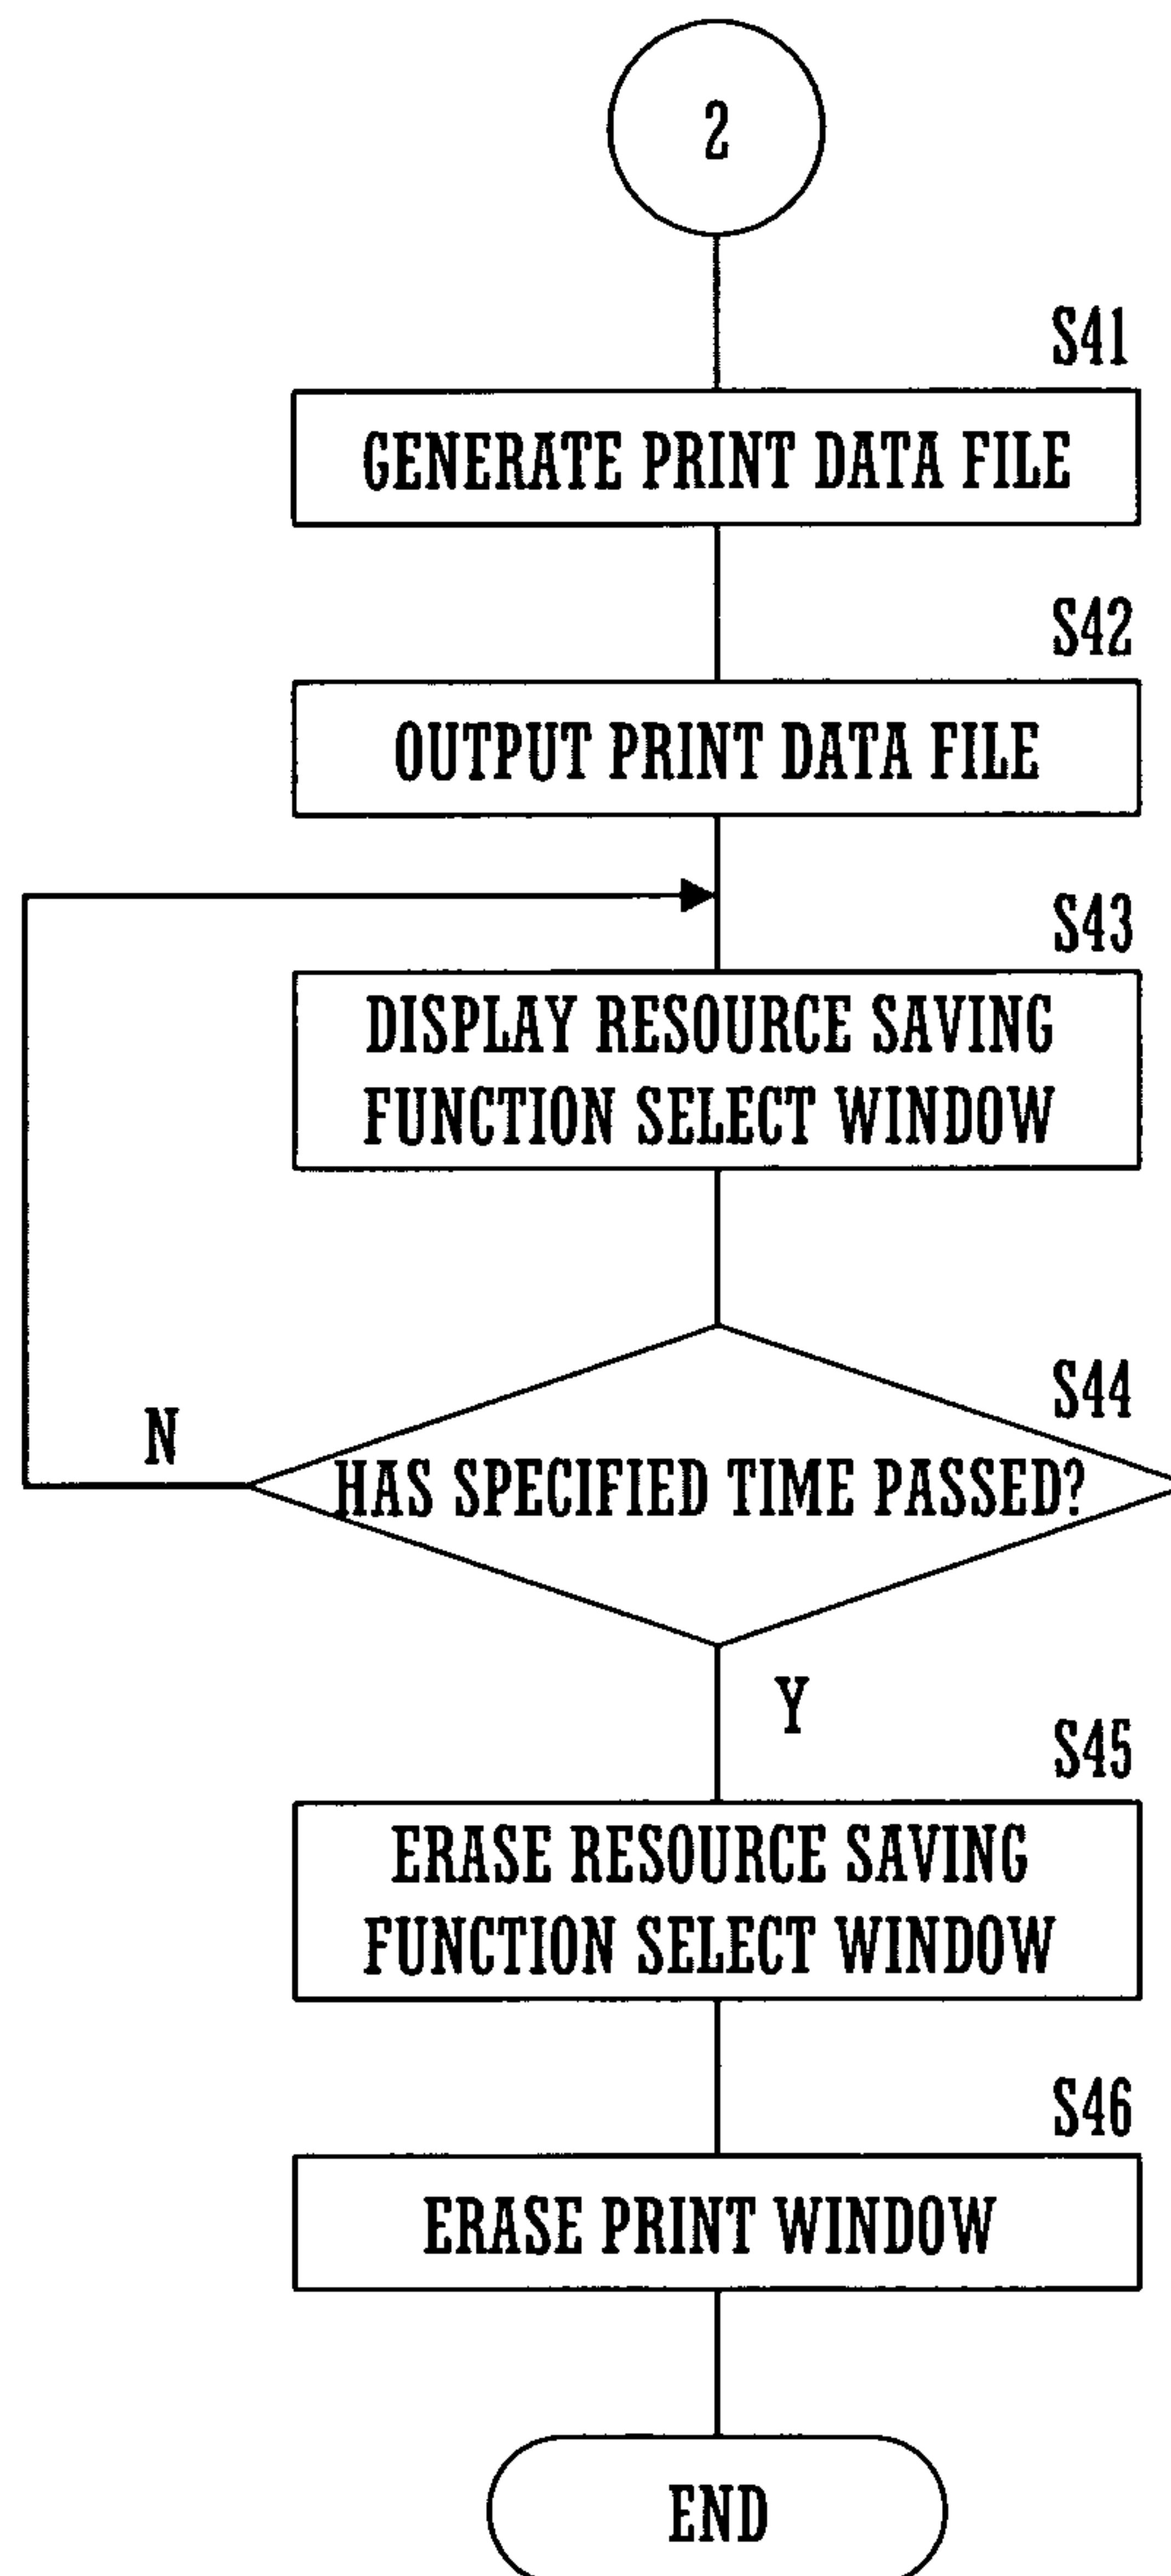 2
S41
GENERATE PRINT DATA FILE
S42
OUTPUT PRINT DATA FILE
S43
DISPLAY RESOURCE SAVING
FUNCTION SELECT WINDOW
S44
N
HAS SPECIFIED TIME PASSED?
Y
S45
ERASE RESOURCE SAVING
FUNCTION SELECT WINDOW
S46
ERASE PRINT WINDOW
END